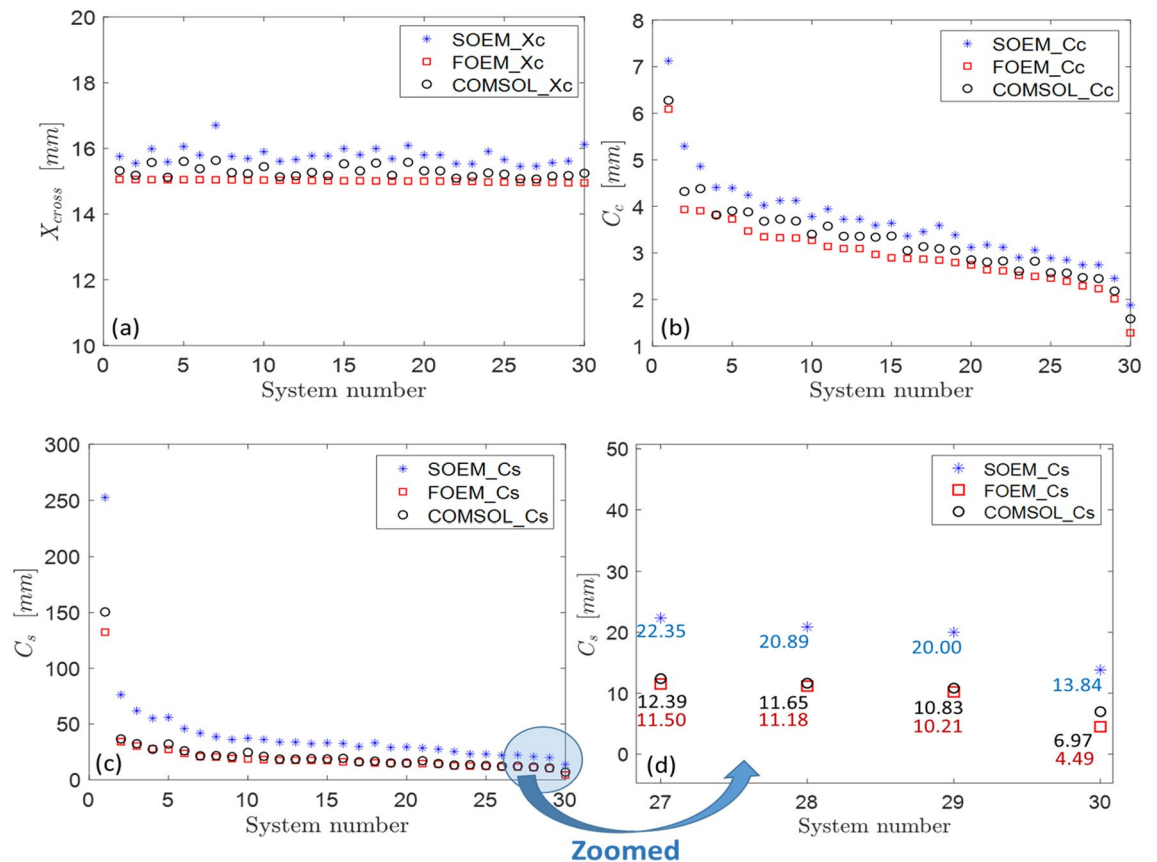 20
18
16
14
12
10
X_cross [mm]
SOEM_Xc
FOEM_Xc
COMSOL_Xc
(a)
0 5 10 15 20 25 30
System number
8
7
6
5
4
3
2
1
C_c [mm]
SOEM_Cc
FOEM_Cc
COMSOL_Cc
(b)
0 5 10 15 20 25 30
System number
300
250
200
150
100
50
0
C_s [mm]
SOEM_Cs
FOEM_Cs
COMSOL_Cs
(c)
0 5 10 15 20 25 30
System number
50
40
30
20
10
0
C_s [mm]
SOEM_Cs
FOEM_Cs
COMSOL_Cs
22.35
20.89
20.00
13.84
12.39
11.65
10.83
6.97
11.50
11.18
10.21
4.49
(d)
27 28 29 30
System number
Zoomed